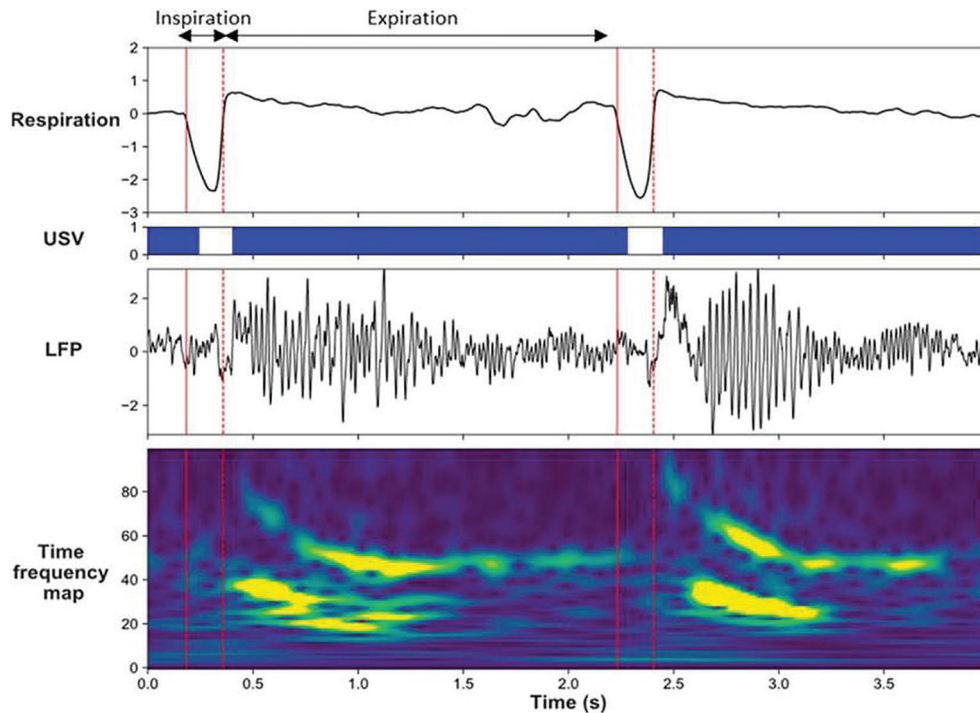 Inspiration Expiration
2
1
Respiration 0
-1
-2
-3
USV 1
0
2
LFP 0
-2
80
60
Time
frequency 40
map
20
0
0.0 0.5 1.0 1.5 2.0 2.5 3.0 3.5
Time (s)